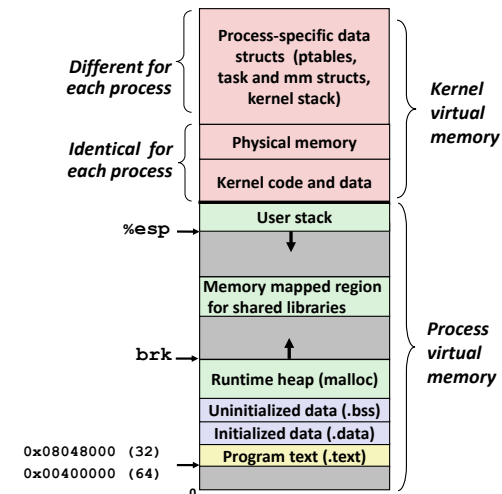 Process-specific data
structs (ptables,
task and mm structs,
kernel stack)
Different for
each process
Kernel
virtual
memory
Physical memory
Identical for
each process
Kernel code and data
User stack
%esp
Memory mapped region
for shared libraries
Process
virtual
memory
brk
Runtime heap (malloc)
Uninitialized data (.bss)
Initialized data (.data)
Program text (.text)
0x08048000 (32)
0x00400000 (64)
0